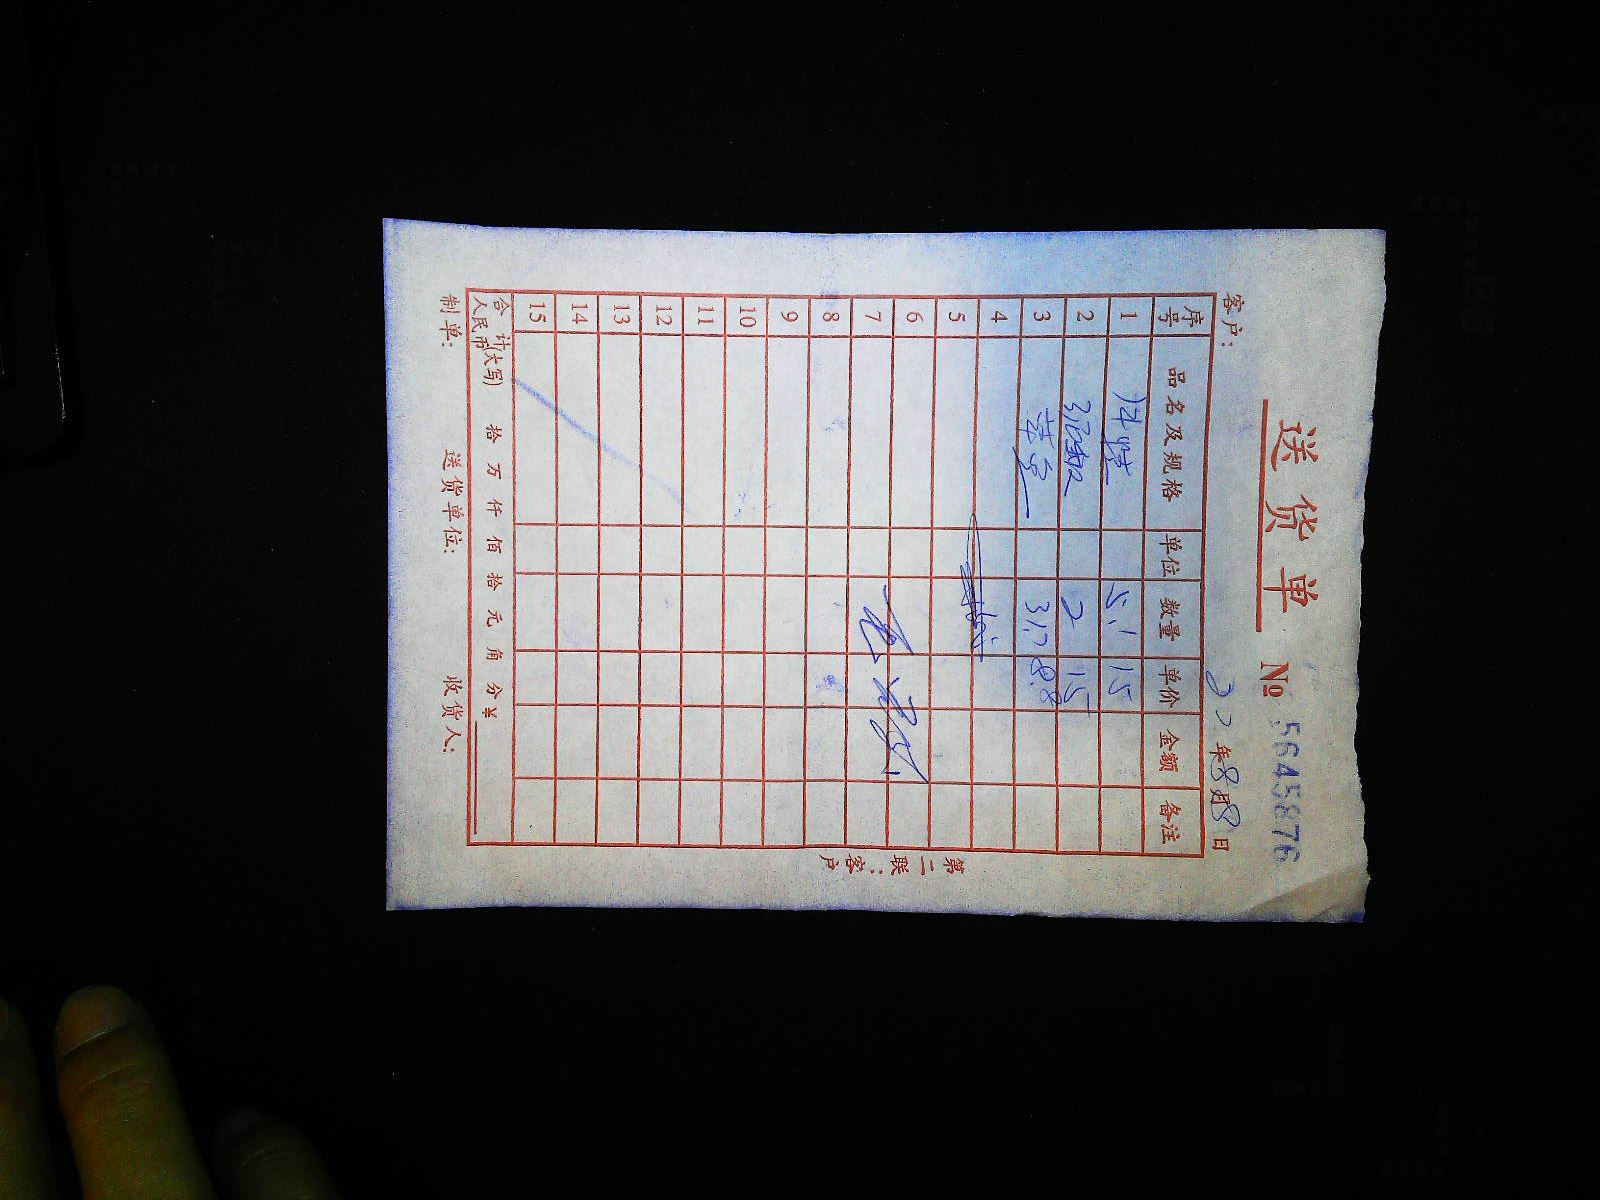 送货单 № 5645876
客户： 年8月8日
序号 品名及规格 单位 数量 单价 金额 备注
1 5.1 15
2 2 15
3 31.7 8.8
4
5
6
7
8
9
10
11
12
13
14
15
合计 人民币(大写) 拾 万 仟 佰 拾 元 角 分 ¥
制单： 送货单位： 收货人：
第二联：客户